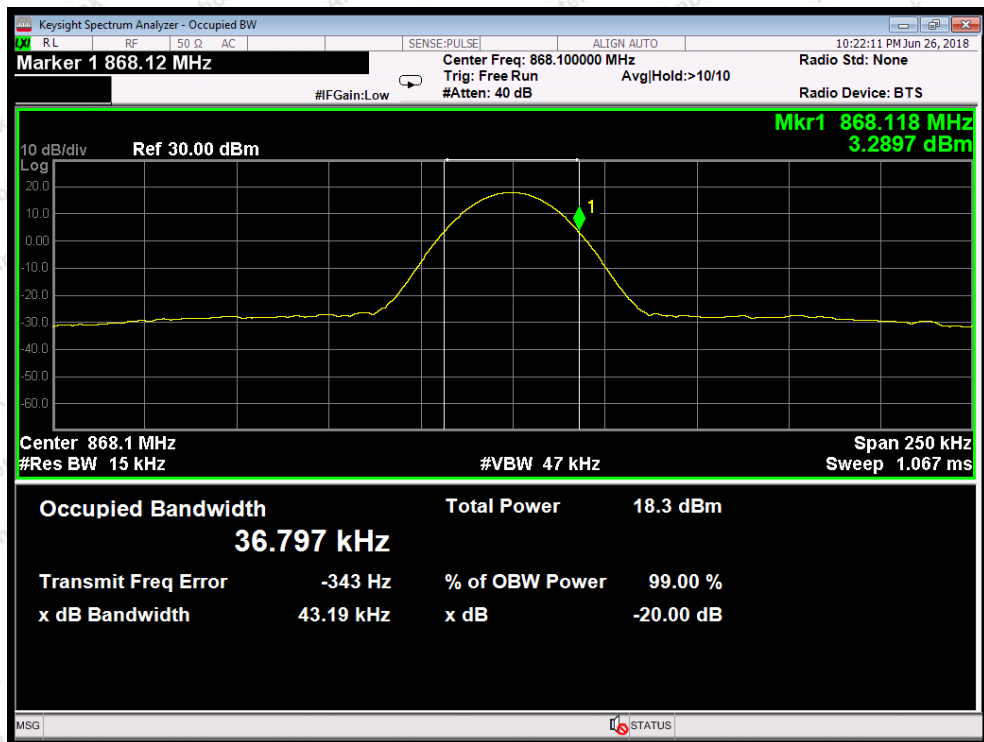 Keysight Spectrum Analyzer - Occupied BW
LXI RL RF 50 Ω AC SENSE:PULSE ALIGN AUTO 10:22:11 PM Jun 26, 2018
Marker 1 868.12 MHz
Center Freq: 868.100000 MHz Radio Std: None
Trig: Free Run Avg|Hold:>10/10
#IFGain:Low #Atten: 40 dB Radio Device: BTS
Mkr1 868.118 MHz
10 dB/div Ref 30.00 dBm 3.2897 dBm
Log
20.0
10.0
1
0.00
-10.0
-20.0
-30.0
-40.0
-50.0
-60.0
Center 868.1 MHz Span 250 kHz
#Res BW 15 kHz #VBW 47 kHz Sweep 1.067 ms
Occupied Bandwidth Total Power 18.3 dBm
36.797 kHz
Transmit Freq Error -343 Hz % of OBW Power 99.00 %
x dB Bandwidth 43.19 kHz x dB -20.00 dB
MSG STATUS